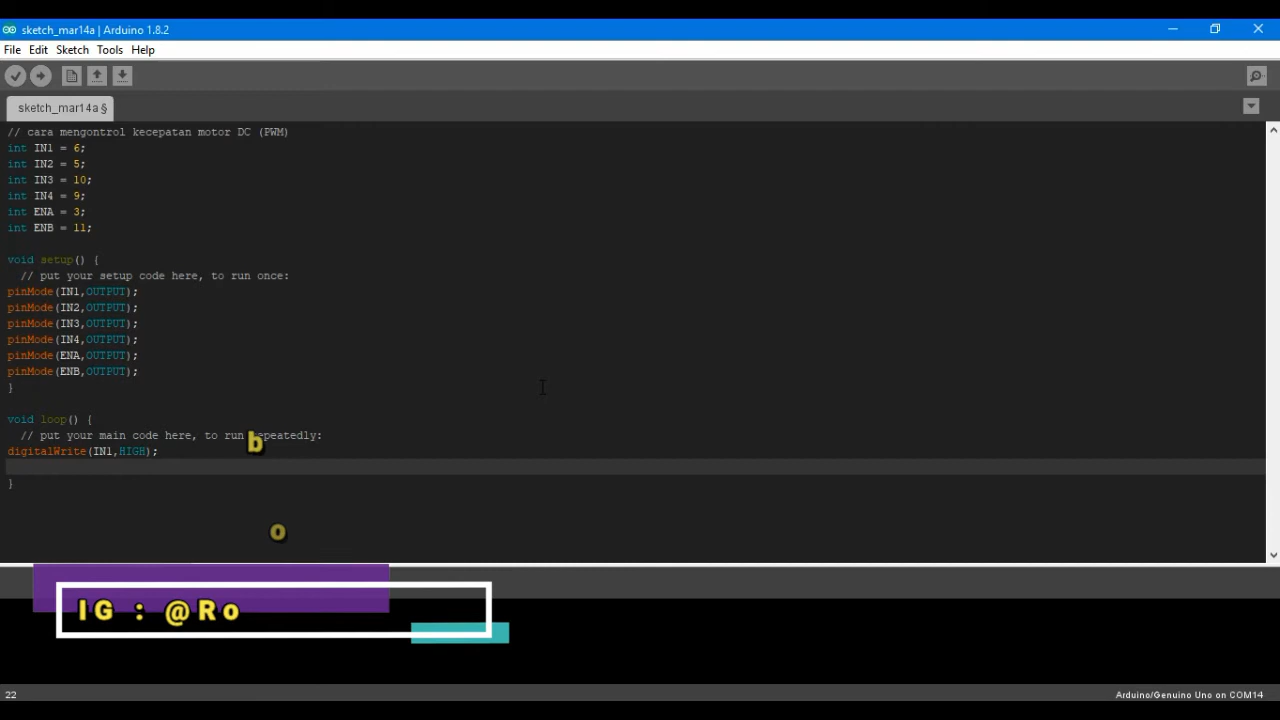 sketch_mar14a | Arduino 1.8.2
File Edit Sketch Tools Help
sketch_mar14a §
// cara mengontrol kecepatan motor DC (PWM)
int IN1 = 6;
int IN2 = 5;
int IN3 = 10;
int IN4 = 9;
int ENA = 3;
int ENB = 11;
void setup() {
// put your setup code here, to run once:
pinMode(IN1,OUTPUT);
pinMode(IN2,OUTPUT);
pinMode(IN3,OUTPUT);
pinMode(IN4,OUTPUT);
pinMode(ENA,OUTPUT);
pinMode(ENB,OUTPUT);
}
void loop() {
// put your main code here, to run repeatedly:
b
digitalWrite(IN1,HIGH);
}
o
IG : @Ro
22
Arduino/Genuino Uno on COM14